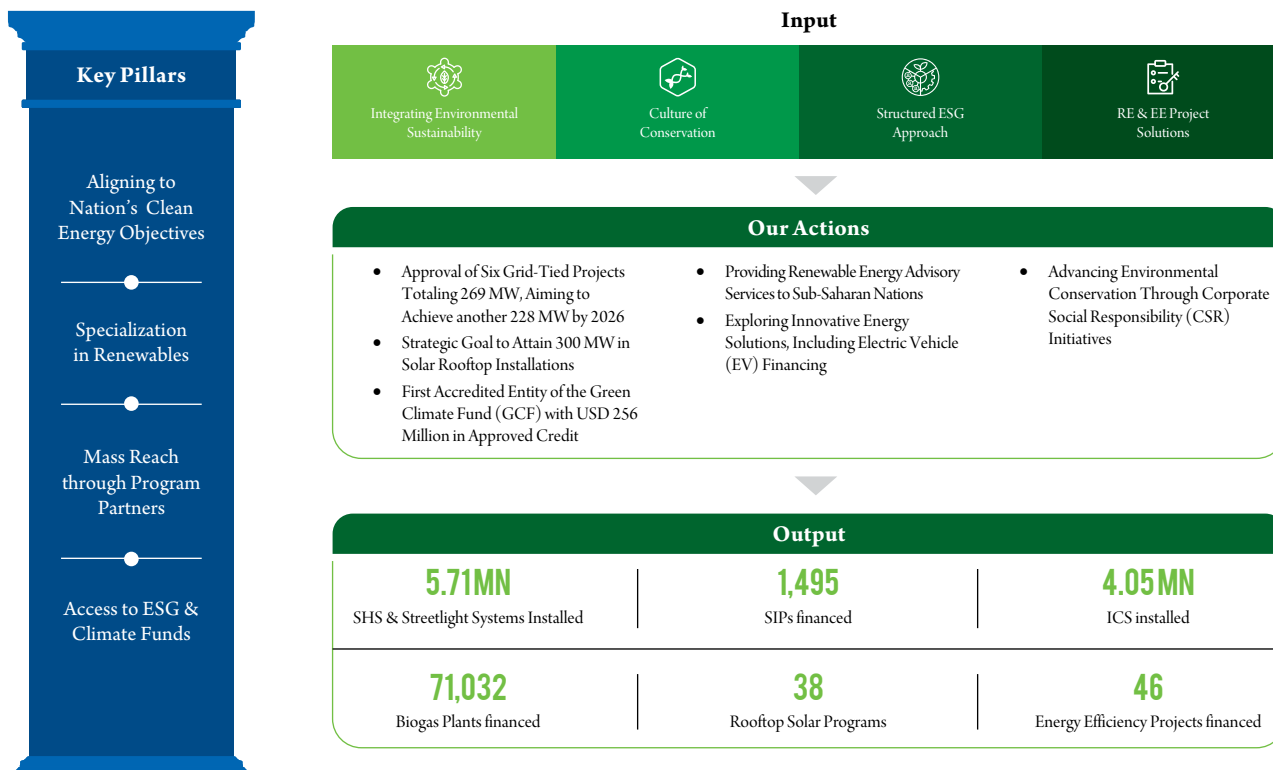 Key Pillars
Aligning to
Nation's Clean
Energy Objectives
Specialization
in Renewables
Mass Reach
through Program
Partners
Access to ESG &
Climate Funds
Input
Integrating Environmental
Sustainability
Culture of
Conservation
Structured ESG
Approach
RE & EE Project
Solutions
Our Actions
• Approval of Six Grid-Tied Projects
Totaling 269 MW, Aiming to
Achieve another 228 MW by 2026
• Strategic Goal to Attain 300 MW in
Solar Rooftop Installations
• First Accredited Entity of the Green
Climate Fund (GCF) with USD 256
Million in Approved Credit
• Providing Renewable Energy Advisory
Services to Sub-Saharan Nations
• Exploring Innovative Energy
Solutions, Including Electric Vehicle
(EV) Financing
• Advancing Environmental
Conservation Through Corporate
Social Responsibility (CSR)
Initiatives
Output
5.71MN
SHS & Streetlight Systems Installed
1,495
SIPs financed
4.05MN
ICS installed
71,032
Biogas Plants financed
38
Rooftop Solar Programs
46
Energy Efficiency Projects financed